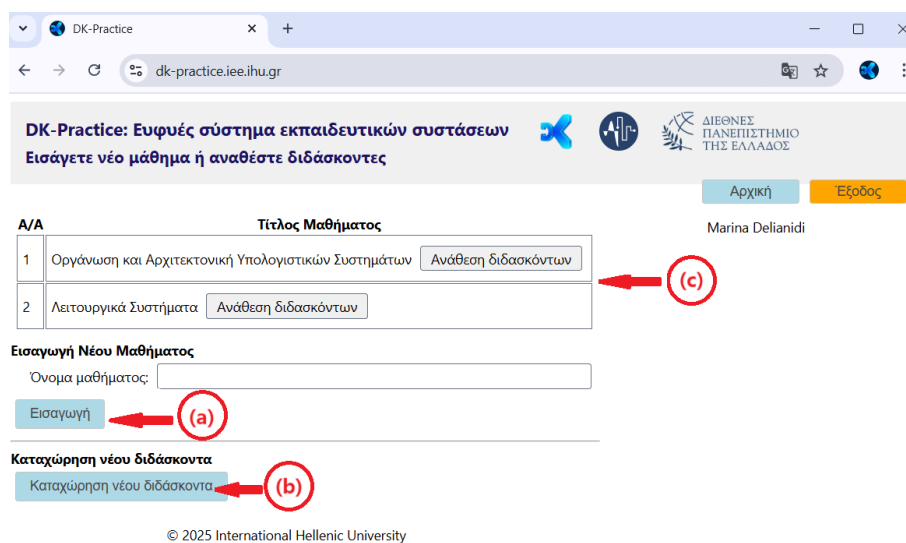 DK-Practice
dk-practice.iee.ihu.gr
DK-Practice: Ευφυές σύστημα εκπαιδευτικών συστάσεων
Εισάγετε νέο μάθημα ή αναθέστε διδάσκοντες
ΔΙΕΘΝΕΣ
ΠΑΝΕΠΙΣΤΗΜΙΟ
ΤΗΣ ΕΛΛΑΔΟΣ
Αρχική Έξοδος
Marina Delianidi
Α/Α Τίτλος Μαθήματος
1 Οργάνωση και Αρχιτεκτονική Υπολογιστικών Συστημάτων Ανάθεση διδασκόντων
(c)
2 Λειτουργικά Συστήματα Ανάθεση διδασκόντων
Εισαγωγή Νέου Μαθήματος
Όνομα μαθήματος:
Εισαγωγή (a)
Καταχώρηση νέου διδάσκοντα
Καταχώρηση νέου διδάσκοντα (b)
© 2025 International Hellenic University